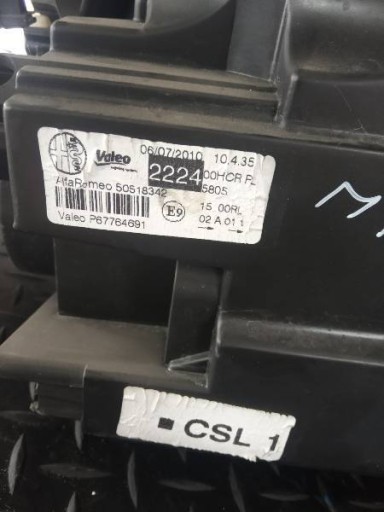 Valeo 06/07/2010 10.4.35
2224 00HCR
AlfaRomeo 50518342 5805
E9 15 00RL
Valeo P67764691 02 A 01 1
■ CSL 1